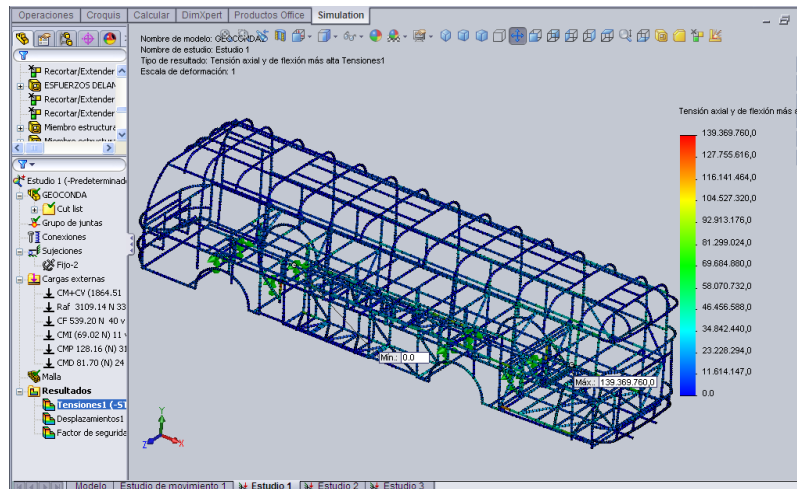 Operaciones Croquis Calcular DimXpert Productos Office Simulation
Nombre de modelo: GEOCONDA
Nombre de estudio: Estudio 1
Tipo de resultado: Tensión axial y de flexión más alta Tensiones1
Escala de deformación: 1
Recortar/Extender
ESFUERZOS DELAN
Recortar/Extender
Recortar/Extender
Miembro estructura
Miembro estructura
Estudio 1 (-Predeterminad
GEOCONDA
Cut list
Grupo de juntas
Conexiones
Sujeciones
Fijo-2
Cargas externas
CM+CV (1864.51
Raf 3109.14 N 33
CF 539.20 N 40 v
CMI (69.02 N) 11
CMP 128.16 (N) 31
CMD 81.70 (N) 24
Malla
Resultados
Tensiones1 (-ST
Desplazamientos1
Factor de segurida
Tensión axial y de flexión más a
139.369.760,0
127.755.616,0
116.141.464,0
104.527.320,0
92.913.176,0
81.299.024,0
69.684.880,0
58.070.732,0
46.456.588,0
34.842.440,0
23.228.294,0
11.614.147,0
0.0
Mín.: 0.0
Máx.: 139.369.760,0
Y
Z
X
Modelo Estudio de movimiento 1 Estudio 1 Estudio 2 Estudio 3